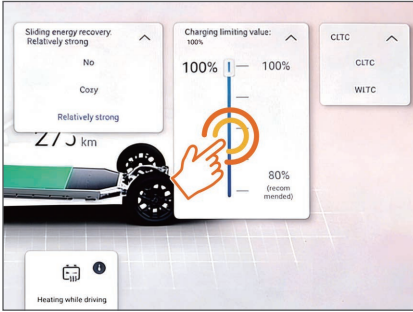 Sliding energy recovery:
Relatively strong
No
Cozy
Relatively strong
275 km
Charging limiting value:
100%
100%
100%
80%
(recom
mended)
CLTC
CLTC
WLTC
Heating while driving